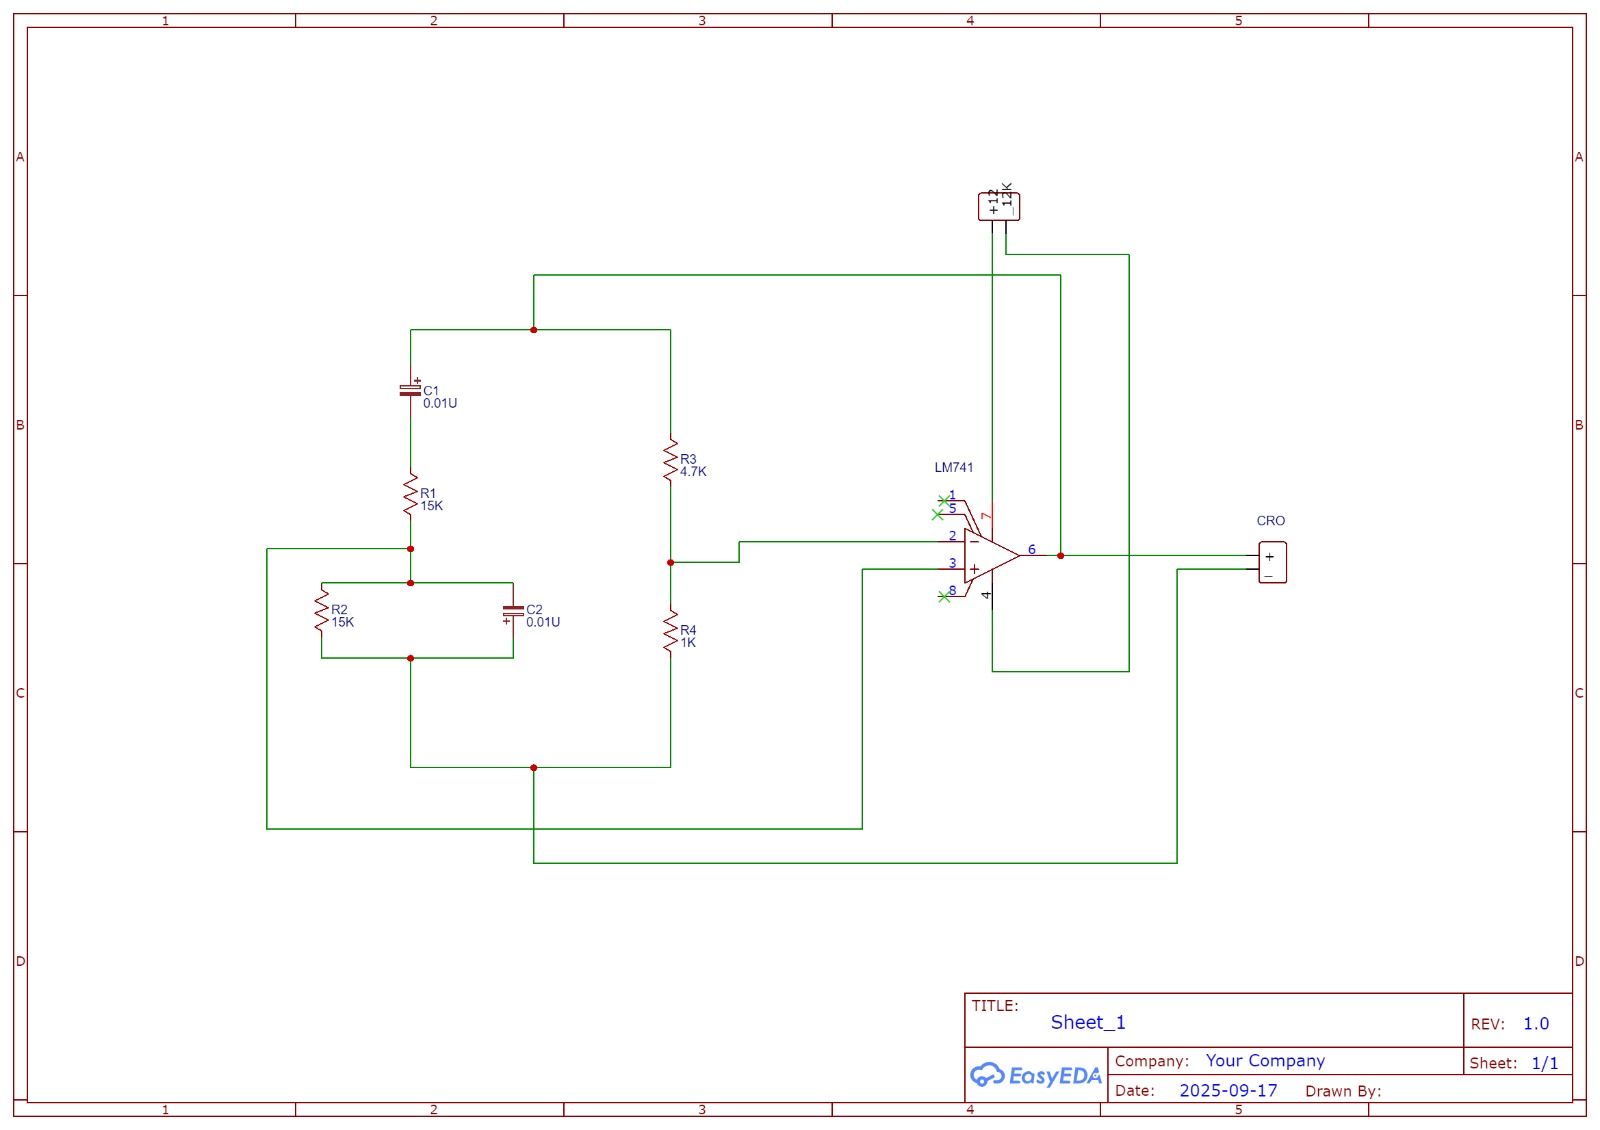 1 2 3 4 5
A A
+12
_12K
C1
0.01U
B B
R3
4.7K
LM741
R1
15K
1
5
7
CRO
2
−
6
+
3
+
−
8
4
R2
15K
C2
0.01U
+
+
R4
1K
C C
D D
TITLE:
Sheet_1
REV: 1.0
EasyEDA
Company: Your Company
Sheet: 1/1
Date: 2025-09-17 Drawn By:
1 2 3 4 5